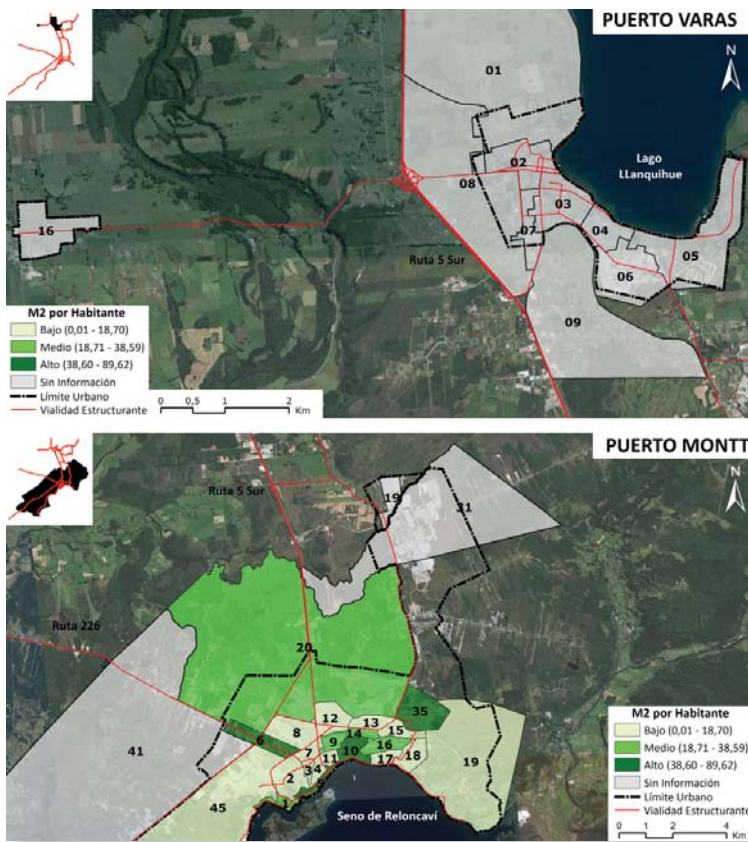 PUERTO VARAS
N
01
02
Lago
LLanquihue
08
03
16
07
04
05
Ruta 5 Sur
06
09
M2 por Habitante
Bajo (0,01 - 18,70)
Medio (18,71 - 38,59)
Alto (38,60 - 89,62)
Sin Información
Límite Urbano
Vialidad Estructurante
0 0,5 1 2
Km
PUERTO MONTT
N
Ruta 5 Sur
19
21
Ruta 226
20
35
41
12
13
6
8
14
15
9
16
7
10
11
17
18
19
2
3
4
45
1
Seno de Reloncaví
M2 por Habitante
Bajo (0,01 - 18,70)
Medio (18,71 - 38,59)
Alto (38,60 - 89,62)
Sin Información
Límite Urbano
Vialidad Estructurante
0 1 2 4
Km